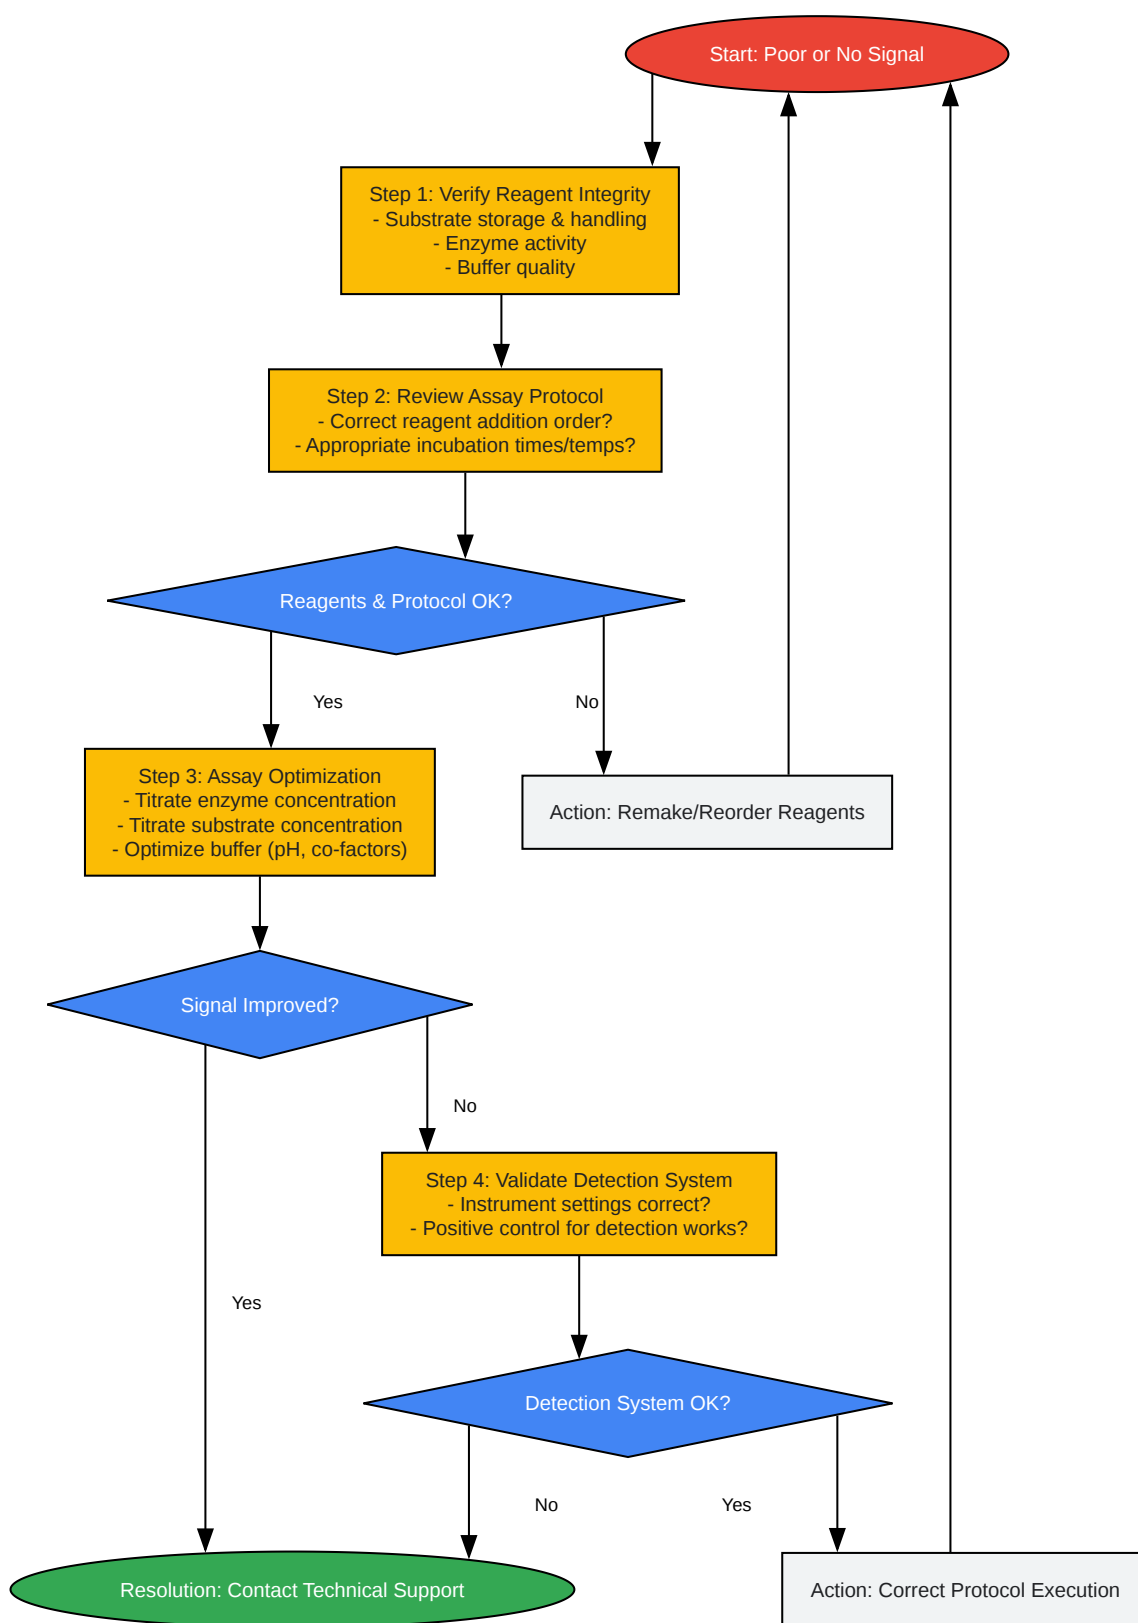 Start: Poor or No Signal
Step 1: Verify Reagent Integrity
- Substrate storage & handling
- Enzyme activity
- Buffer quality
Step 2: Review Assay Protocol
- Correct reagent addition order?
- Appropriate incubation times/temps?
Reagents & Protocol OK?
Yes
No
Step 3: Assay Optimization
- Titrate enzyme concentration
- Titrate substrate concentration
- Optimize buffer (pH, co-factors)
Action: Remake/Reorder Reagents
Signal Improved?
No
Step 4: Validate Detection System
- Instrument settings correct?
- Positive control for detection works?
Yes
Detection System OK?
No
Yes
Resolution: Contact Technical Support
Action: Correct Protocol Execution